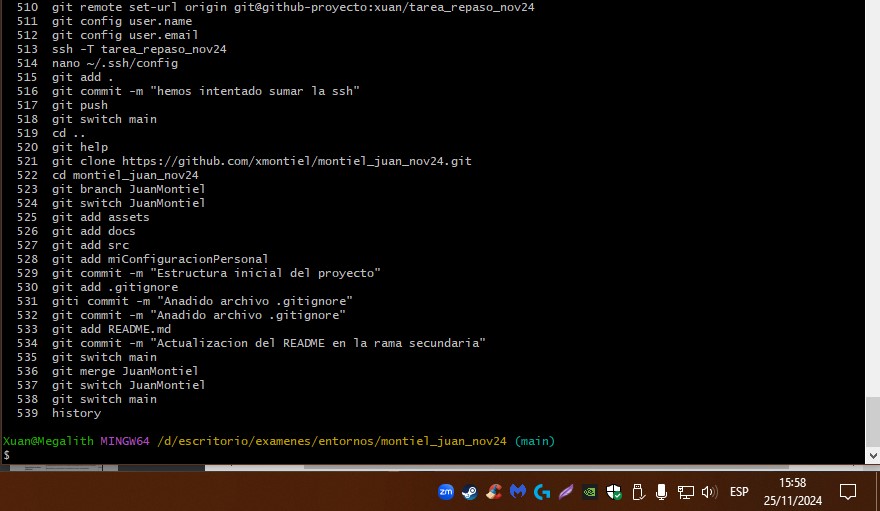 510 git remote set-url origin git@github-proyecto:xuan/tarea_repaso_nov24
511 git config user.name
512 git config user.email
513 ssh -T tarea_repaso_nov24
514 nano ~/.ssh/config
515 git add .
516 git commit -m "hemos intentado sumar la ssh"
517 git push
518 git switch main
519 cd ..
520 git help
521 git clone https://github.com/xmontiel/montiel_juan_nov24.git
522 cd montiel_juan_nov24
523 git branch JuanMontiel
524 git switch JuanMontiel
525 git add assets
526 git add docs
527 git add src
528 git add miConfiguracionPersonal
529 git commit -m "Estructura inicial del proyecto"
530 git add .gitignore
531 giti commit -m "Anadido archivo .gitignore"
532 git commit -m "Anadido archivo .gitignore"
533 git add README.md
534 git commit -m "Actualizacion del README en la rama secundaria"
535 git switch main
536 git merge JuanMontiel
537 git switch JuanMontiel
538 git switch main
539 history
Xuan@Megalith MINGW64 /d/escritorio/examenes/entornos/montiel_juan_nov24 (main)
$
zm ESP 15:58
25/11/2024